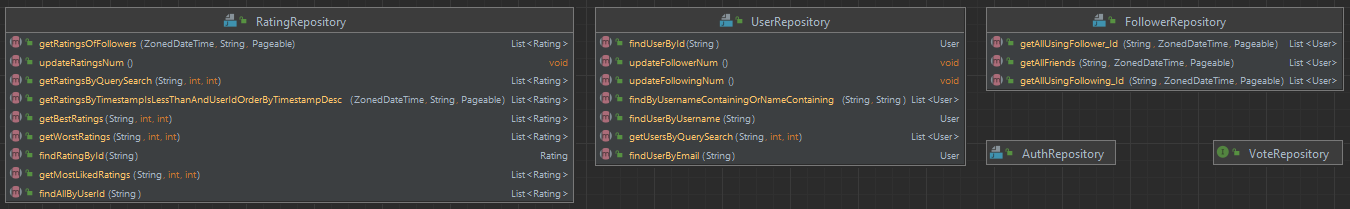 RatingRepository
getRatingsOfFollowers (ZonedDateTime, String, Pageable) List<Rating>
updateRatingsNum () void
getRatingsByQuerySearch (String, int, int) List<Rating>
getRatingsByTimestampIsLessThanAndUserIdOrderByTimestampDesc (ZonedDateTime, String, Pageable) List<Rating>
getBestRatings (String, int, int) List<Rating>
getWorstRatings (String, int, int) List<Rating>
findRatingById(String) Rating
getMostLikedRatings (String, int, int) List<Rating>
findAllByUserId (String) List<Rating>
UserRepository
findUserById(String) User
updateFollowerNum () void
updateFollowingNum () void
findByUsernameContainingOrNameContaining (String, String) List<User>
findUserByUsername(String) User
getUsersByQuerySearch (String, int, int) List<User>
findUserByEmail (String) User
FollowerRepository
getAllUsingFollower_Id (String, ZonedDateTime, Pageable) List<User>
getAllFriends (String, ZonedDateTime, Pageable) List<User>
getAllUsingFollowing_Id (String, ZonedDateTime, Pageable) List<User>
AuthRepository
VoteRepository